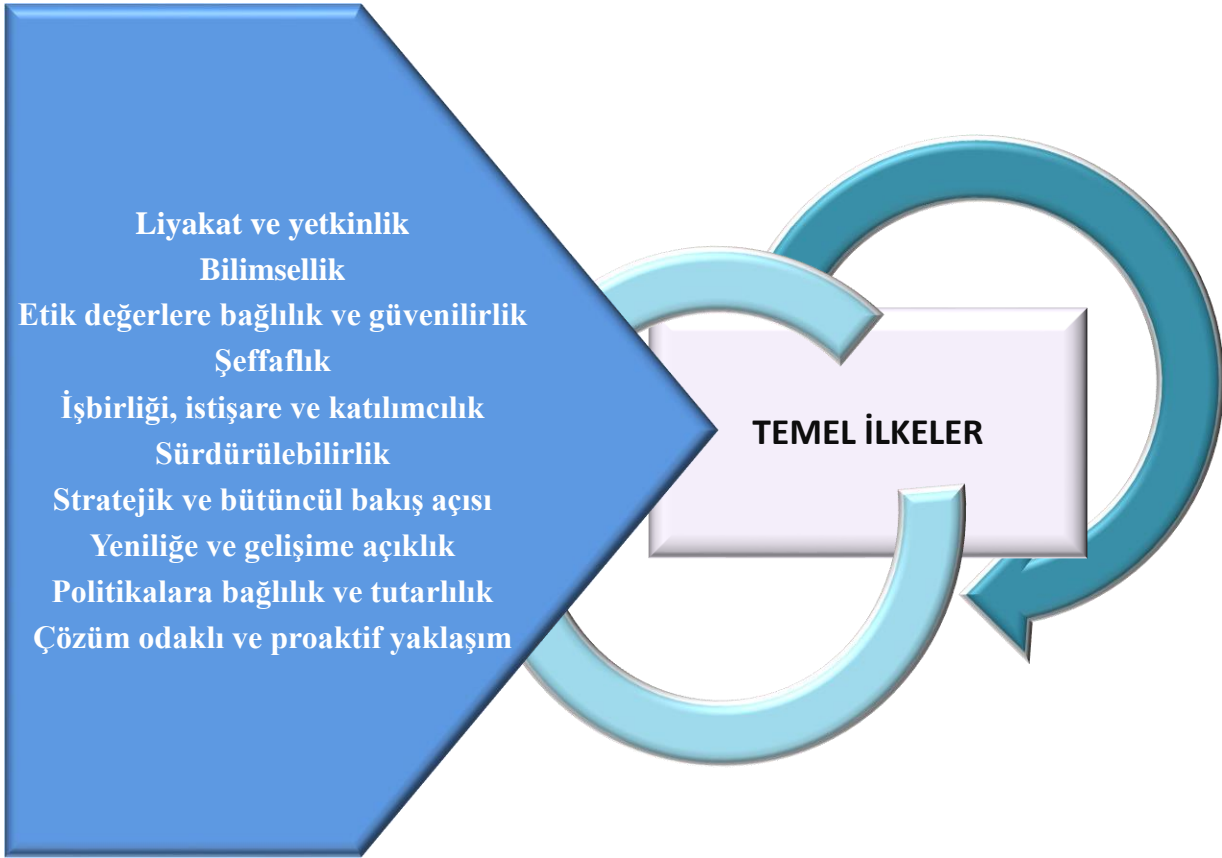 Liyakat ve yetkinlik
Bilimsellik
Etik değerlere bağlılık ve güvenilirlik
Şeffaflık
İşbirliği, istişare ve katılımcılık
Sürdürülebilirlik
Stratejik ve bütüncül bakış açısı
Yeniliğe ve gelişime açıklık
Politikalara bağlılık ve tutarlılık
Çözüm odaklı ve proaktif yaklaşım
TEMEL İLKELER